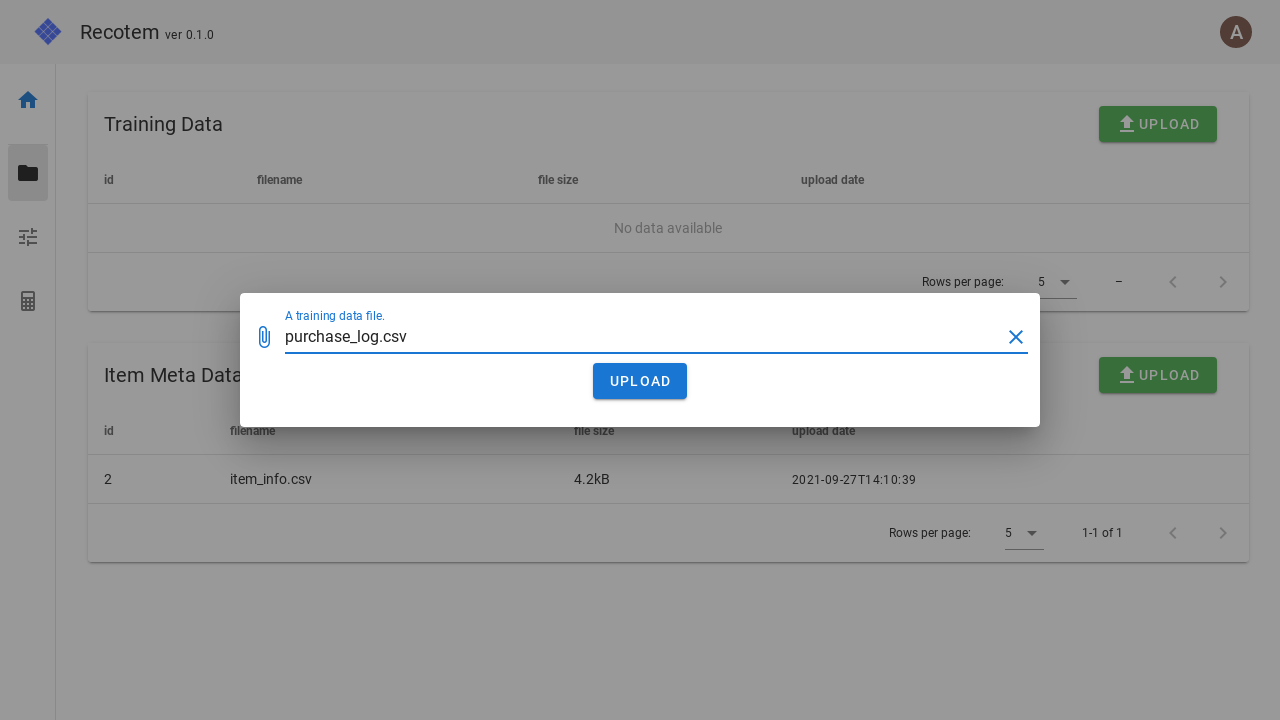 Recotem ver 0.1.0
A
Training Data
UPLOAD
id filename file size upload date
No data available
Rows per page: 5 –
A training data file.
purchase_log.csv
UPLOAD
Item Meta Data
UPLOAD
id filename file size upload date
2 item_info.csv 4.2kB 2021-09-27T14:10:39
Rows per page: 5 1-1 of 1